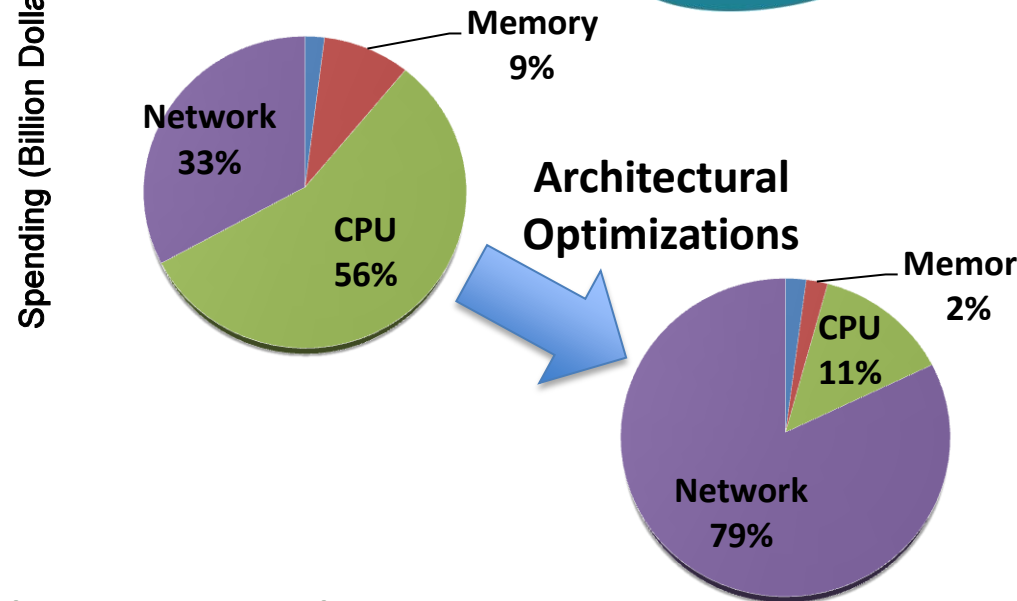 Spending (Billion Dolla
Memory
9%
Network
33%
CPU
56%
Architectural
Optimizations
Memor
2%
CPU
11%
Network
79%